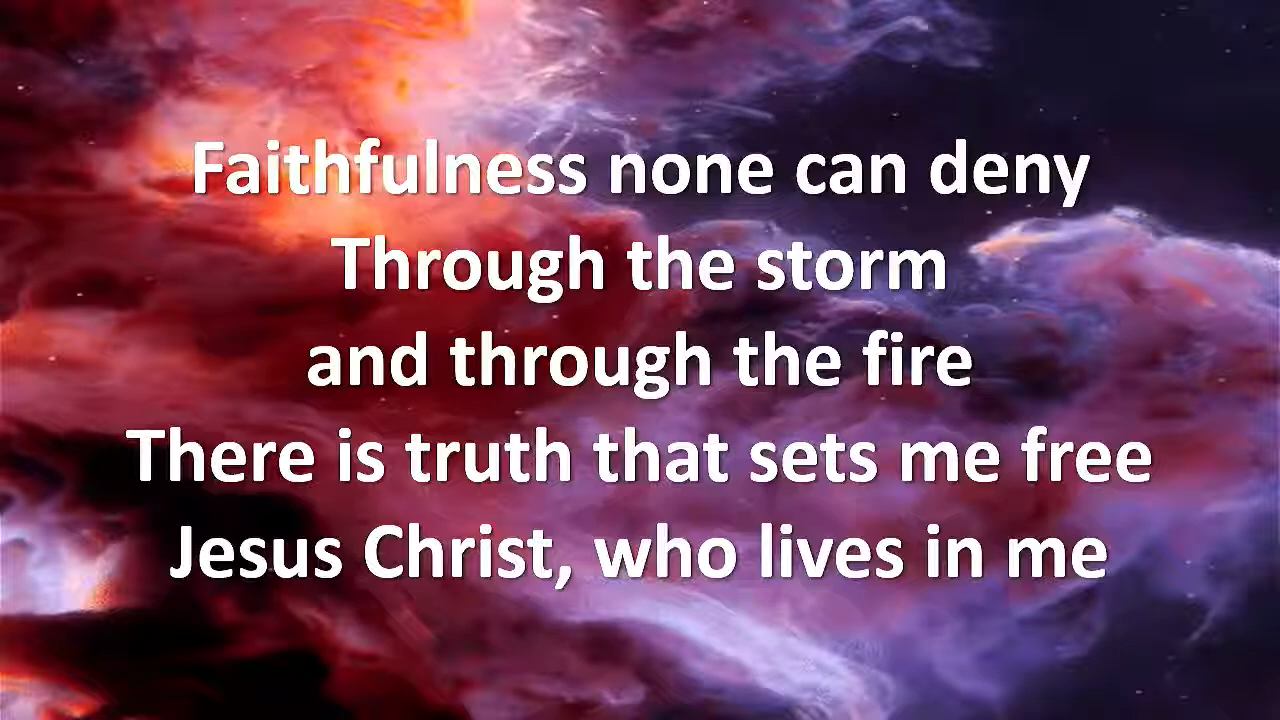 Faithfulness none can deny
Through the storm
and through the fire
There is truth that sets me free
Jesus Christ, who lives in me